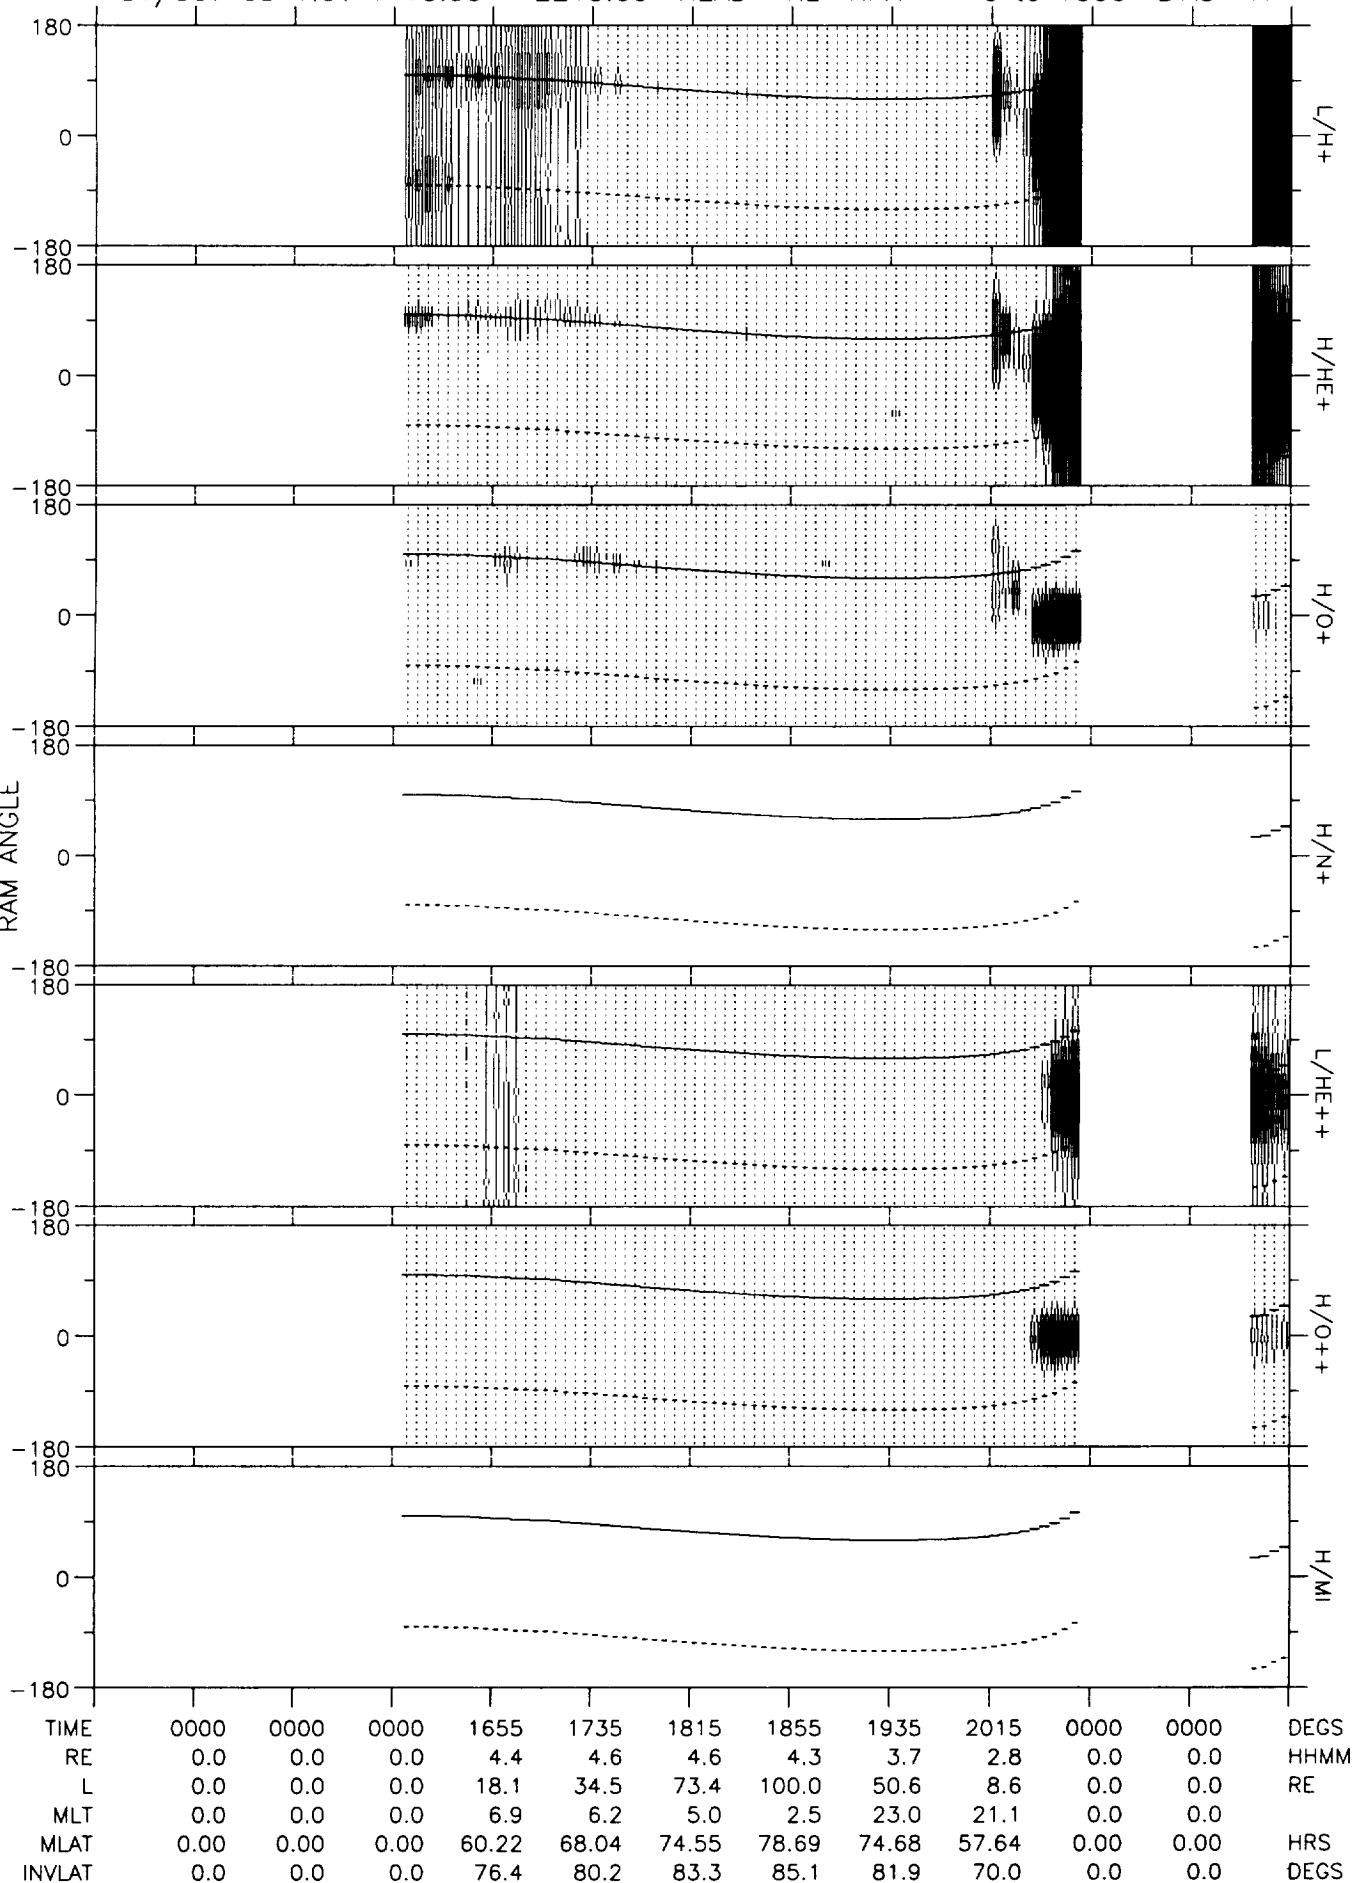 180
0
-180
L/H+
180
0
-180
H/HE+
180
0
-180
H/O+
180
0
-180
H/N+
RAM ANGLE
180
0
-180
L/HE++
180
0
-180
H/O++
180
0
-180
H/MI
TIME 0000 0000 0000 1655 1735 1815 1855 1935 2015 0000 0000 DEGS
RE 0.0 0.0 0.0 4.4 4.6 4.6 4.3 3.7 2.8 0.0 0.0 HHMM
L 0.0 0.0 0.0 18.1 34.5 73.4 100.0 50.6 8.6 0.0 0.0 RE
MLT 0.0 0.0 0.0 6.9 6.2 5.0 2.5 23.0 21.1 0.0 0.0
MLAT 0.00 0.00 0.00 60.22 68.04 74.55 78.69 74.68 57.64 0.00 0.00 HRS
INVLAT 0.0 0.0 0.0 76.4 80.2 83.3 85.1 81.9 70.0 0.0 0.0 DEGS